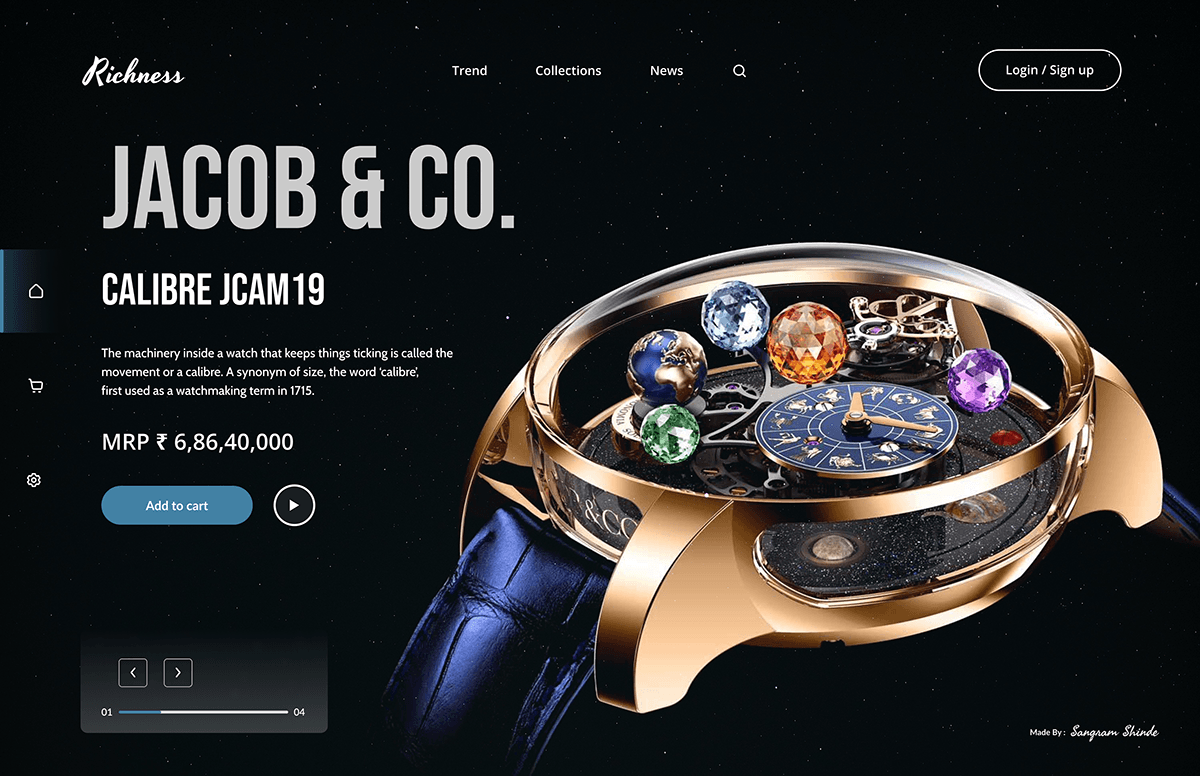 Richness
Trend
Collections
News
Login / Sign up
JACOB & CO.
CALIBRE JCAM19
The machinery inside a watch that keeps things ticking is called the
movement or a calibre. A synonym of size, the word ‘calibre’,
first used as a watchmaking term in 1715.
MRP ₹ 6,86,40,000
Add to cart
& CO
01
04
Made By : Sangram Shinde